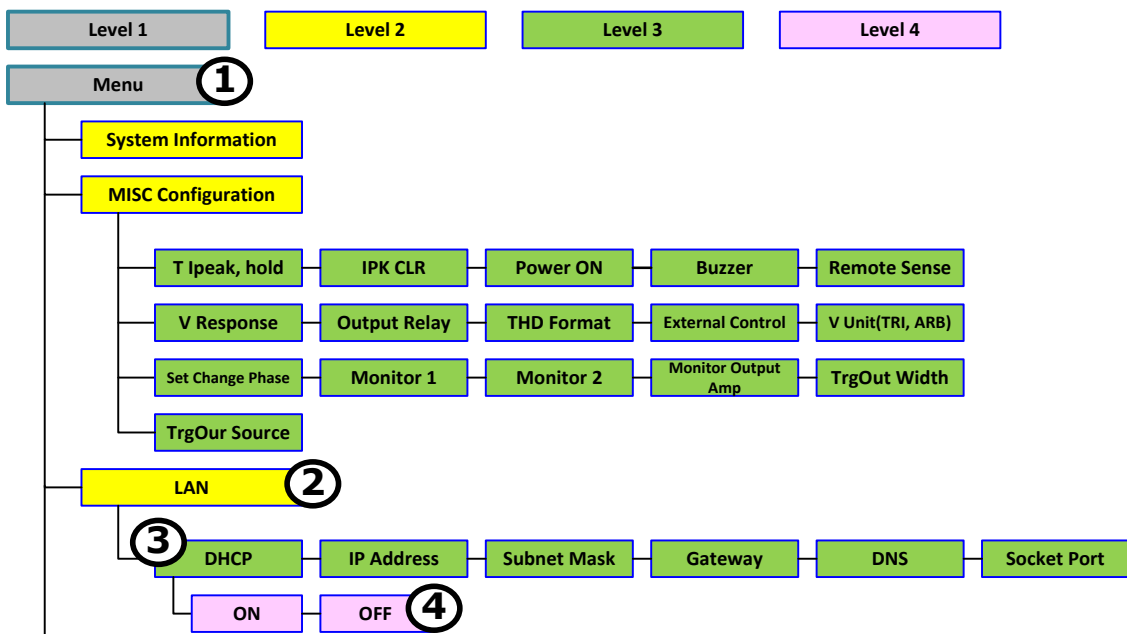 Level 1
Level 2
Level 3
Level 4
Menu
1
System Information
MISC Configuration
T Ipeak, hold
IPK CLR
Power ON
Buzzer
Remote Sense
V Response
Output Relay
THD Format
External Control
V Unit(TRI, ARB)
Set Change Phase
Monitor 1
Monitor 2
Monitor Output
Amp
TrgOut Width
TrgOur Source
LAN
2
3
DHCP
IP Address
Subnet Mask
Gateway
DNS
Socket Port
ON
OFF
4